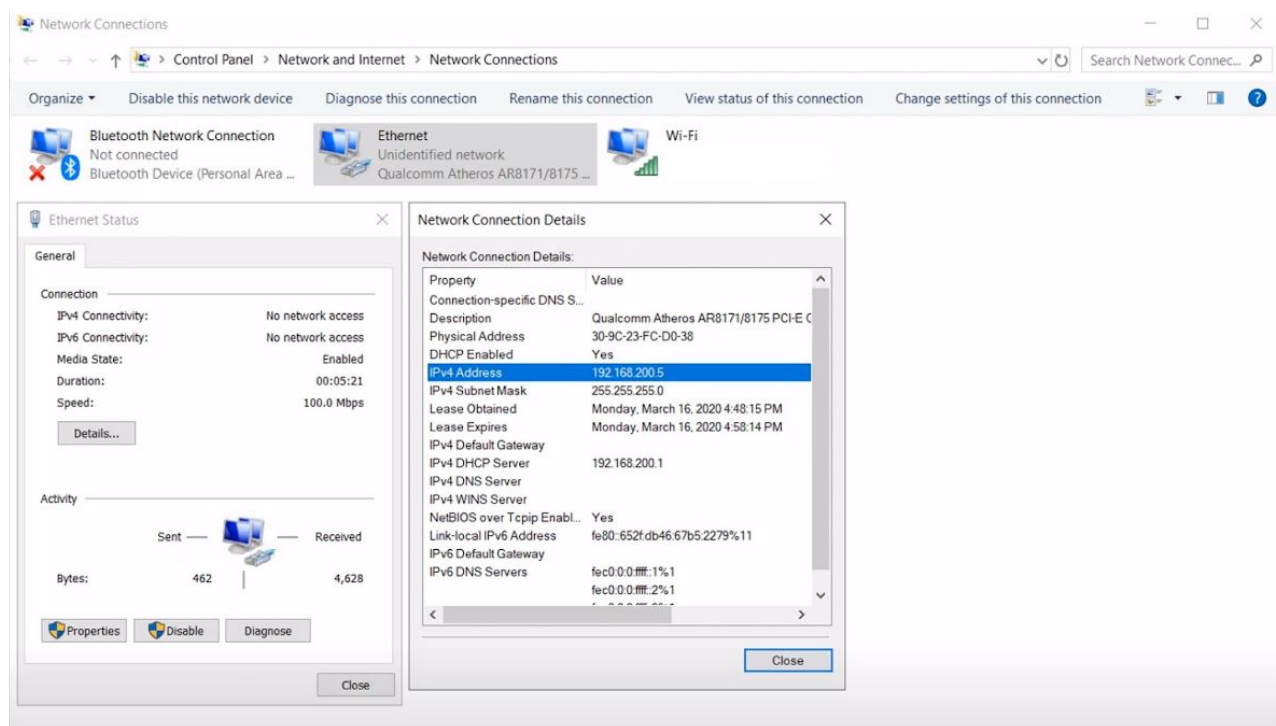 Network Connections
Control Panel > Network and Internet > Network Connections
Search Network Connec...
Organize
Disable this network device
Diagnose this connection
Rename this connection
View status of this connection
Change settings of this connection
Bluetooth Network Connection
Not connected
Bluetooth Device (Personal Area ...
Ethernet
Unidentified network
Qualcomm Atheros AR8171/8175 ...
Wi-Fi
Ethernet Status
General
Connection
IPv4 Connectivity: No network access
IPv6 Connectivity: No network access
Media State: Enabled
Duration: 00:05:21
Speed: 100.0 Mbps
Details...
Activity
Sent — — Received
Bytes: 462 4,628
Properties
Disable
Diagnose
Close
Network Connection Details
Network Connection Details:
Property Value
Connection-specific DNS S...
Description Qualcomm Atheros AR8171/8175 PCI-E C
Physical Address 30-9C-23-FC-D0-38
DHCP Enabled Yes
IPv4 Address 192.168.200.5
IPv4 Subnet Mask 255.255.255.0
Lease Obtained Monday, March 16, 2020 4:48:15 PM
Lease Expires Monday, March 16, 2020 4:58:14 PM
IPv4 Default Gateway
IPv4 DHCP Server 192.168.200.1
IPv4 DNS Server
IPv4 WINS Server
NetBIOS over Tcpip Enabl... Yes
Link-local IPv6 Address fe80::652f:db46:67b5:2279%11
IPv6 Default Gateway
IPv6 DNS Servers fec0:0:0:ffff::1%1
fec0:0:0:ffff::2%1
Close